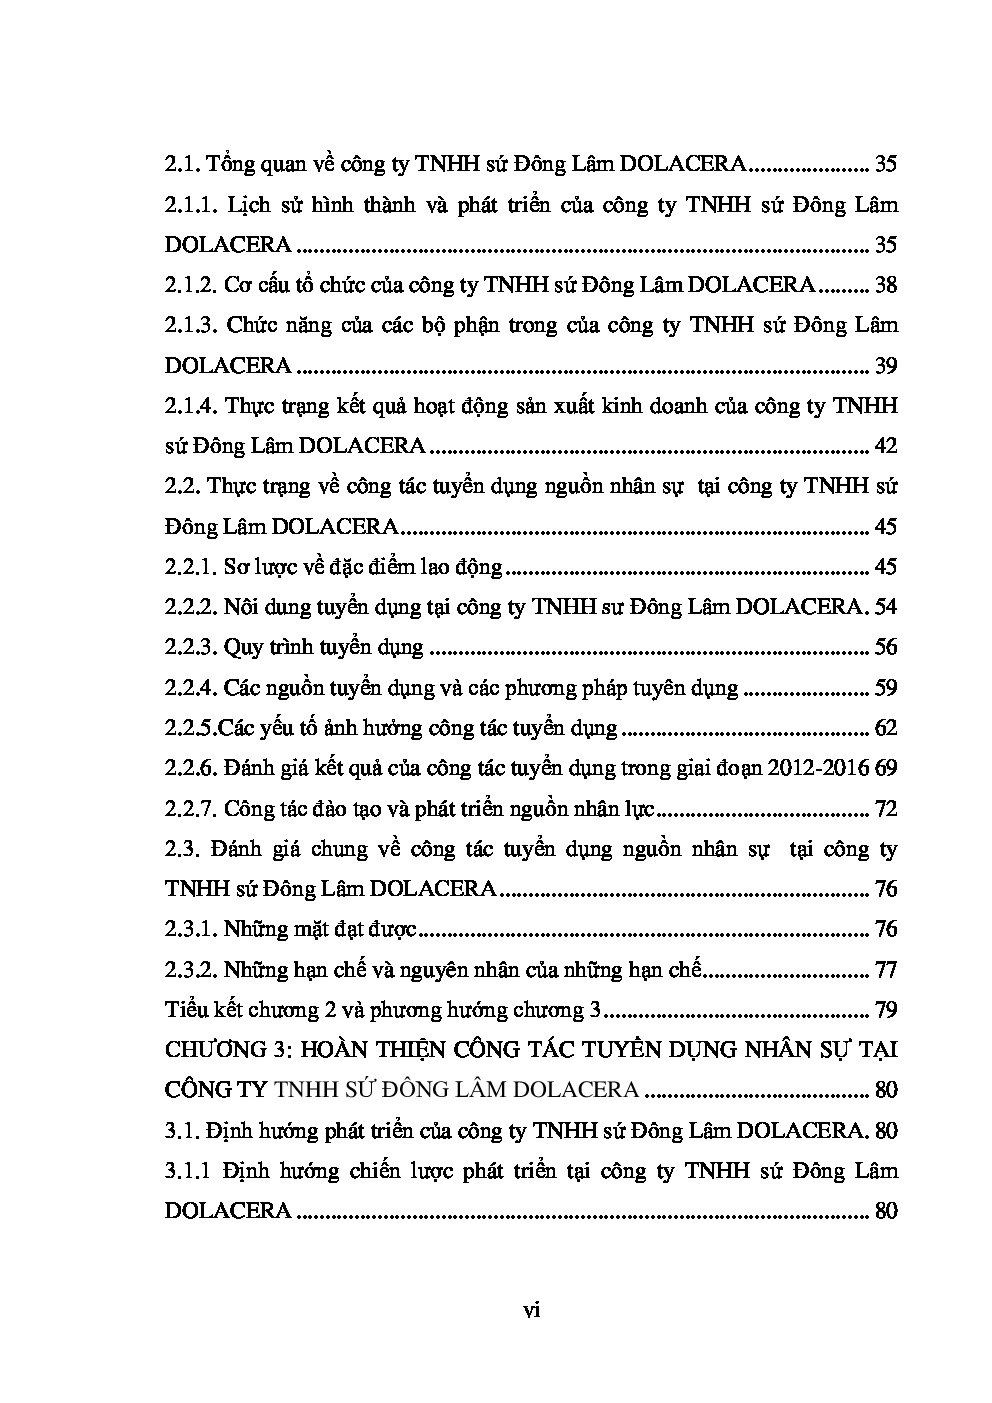 2.1. Tổng quan về công ty TNHH sứ Đông Lâm DOLACERA..................... 35
2.1.1. Lịch sử hình thành và phát triển của công ty TNHH sứ Đông Lâm
DOLACERA .................................................................................................. 35
2.1.2. Cơ cấu tổ chức của công ty TNHH sứ Đông Lâm DOLACERA ......... 38
2.1.3. Chức năng của các bộ phận trong của công ty TNHH sứ Đông Lâm
DOLACERA .................................................................................................. 39
2.1.4. Thực trạng kết quả hoạt động sản xuất kinh doanh của công ty TNHH
sứ Đông Lâm DOLACERA ........................................................................... 42
2.2. Thực trạng về công tác tuyển dụng nguồn nhân sự tại công ty TNHH sứ
Đông Lâm DOLACERA................................................................................ 45
2.2.1. Sơ lược về đặc điểm lao động .............................................................. 45
2.2.2. Nôi dung tuyển dụng tại công ty TNHH sư Đông Lâm DOLACERA. 54
2.2.3. Quy trình tuyển dụng ........................................................................... 56
2.2.4. Các nguồn tuyển dụng và các phương pháp tuyên dụng ...................... 59
2.2.5.Các yếu tố ảnh hưởng công tác tuyển dụng ........................................... 62
2.2.6. Đánh giá kết quả của công tác tuyển dụng trong giai đoạn 2012-2016 69
2.2.7. Công tác đào tạo và phát triển nguồn nhân lực..................................... 72
2.3. Đánh giá chung về công tác tuyển dụng nguồn nhân sự tại công ty
TNHH sứ Đông Lâm DOLACERA............................................................... 76
2.3.1. Những mặt đạt được............................................................................. 76
2.3.2. Những hạn chế và nguyên nhân của những hạn chế............................. 77
Tiểu kết chương 2 và phương hướng chương 3.............................................. 79
CHƯƠNG 3: HOÀN THIỆN CÔNG TÁC TUYỂN DỤNG NHÂN SỰ TẠI
CÔNG TY TNHH SỨ ĐÔNG LÂM DOLACERA ....................................... 80
3.1. Định hướng phát triển của công ty TNHH sứ Đông Lâm DOLACERA. 80
3.1.1 Định hướng chiến lược phát triển tại công ty TNHH sứ Đông Lâm
DOLACERA .................................................................................................. 80
vi